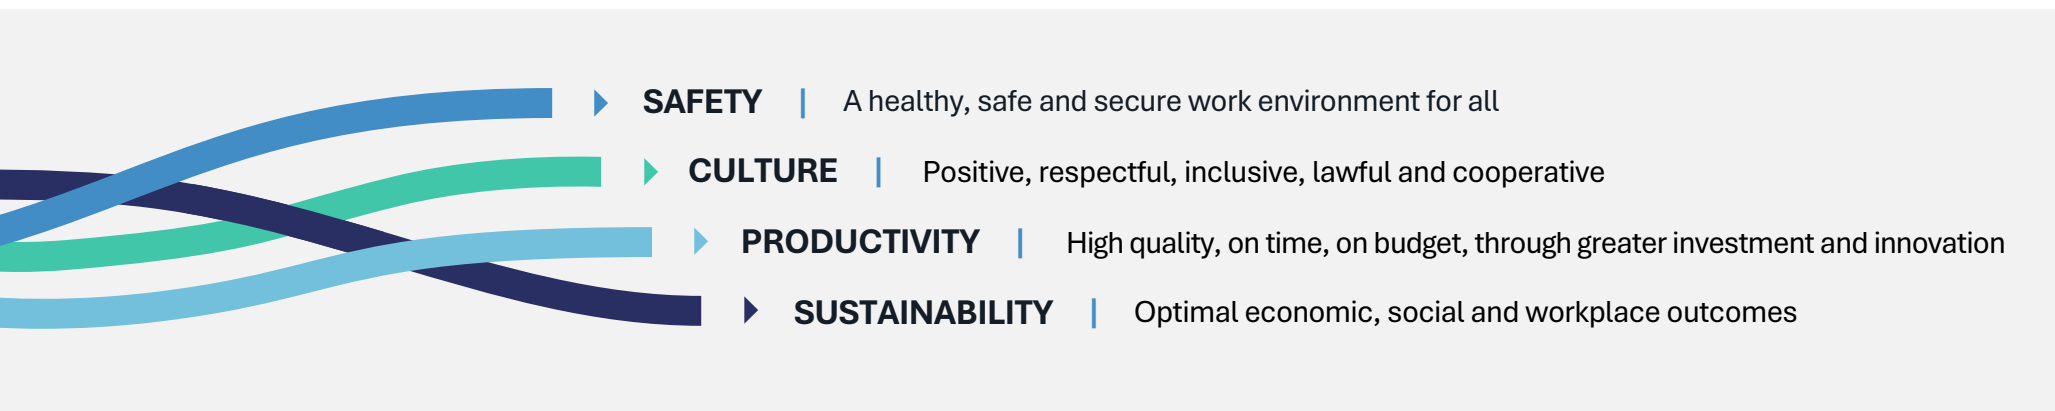 SAFETY | A healthy, safe and secure work environment for all
CULTURE | Positive, respectful, inclusive, lawful and cooperative
PRODUCTIVITY | High quality, on time, on budget, through greater investment and innovation
SUSTAINABILITY | Optimal economic, social and workplace outcomes